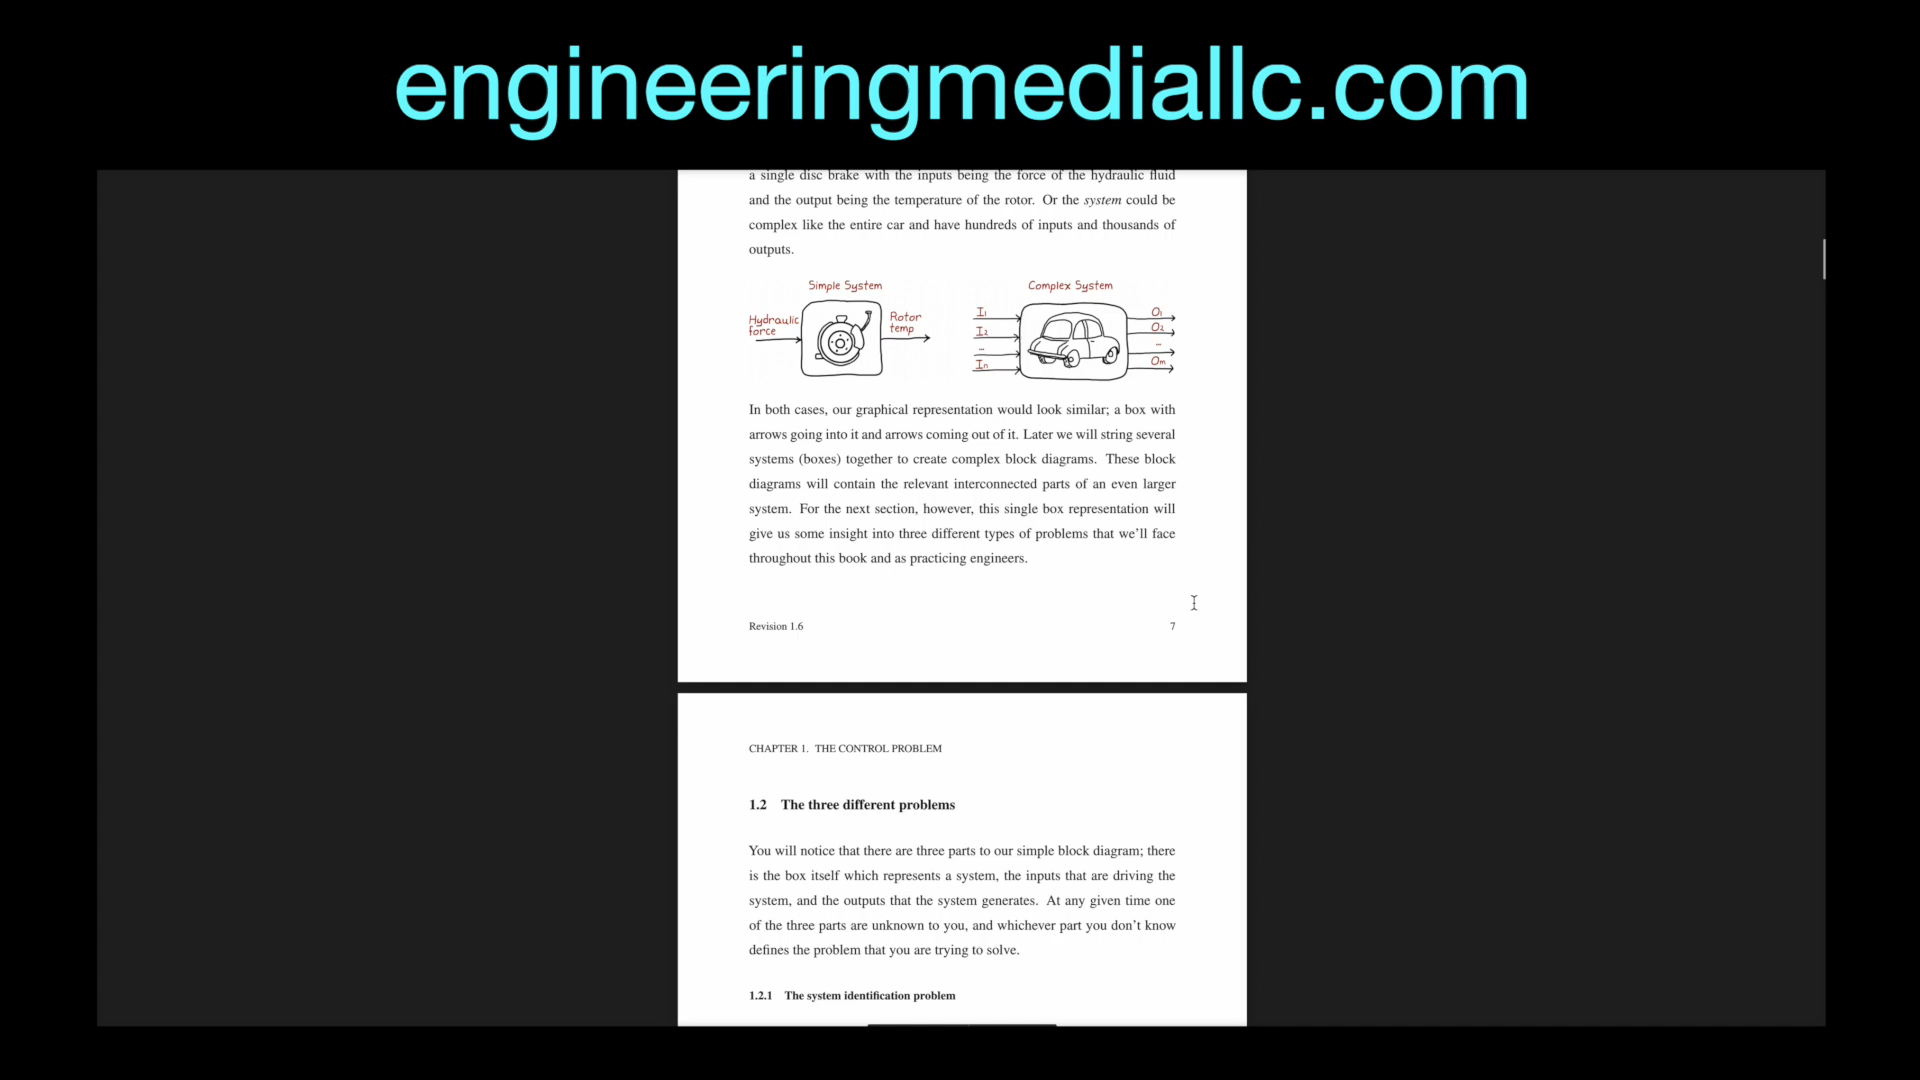 engineeringmediallc.com
a single disc brake with the inputs being the force of the hydraulic fluid
and the output being the temperature of the rotor. Or the system could be
complex like the entire car and have hundreds of inputs and thousands of
outputs.
Simple System
Hydraulic
force
Rotor
temp
Complex System
I1
I2
...
In
O1
O2
...
Om
In both cases, our graphical representation would look similar; a box with
arrows going into it and arrows coming out of it. Later we will string several
systems (boxes) together to create complex block diagrams. These block
diagrams will contain the relevant interconnected parts of an even larger
system. For the next section, however, this single box representation will
give us some insight into three different types of problems that we'll face
throughout this book and as practicing engineers.
Revision 1.6
7
CHAPTER 1. THE CONTROL PROBLEM
1.2 The three different problems
You will notice that there are three parts to our simple block diagram; there
is the box itself which represents a system, the inputs that are driving the
system, and the outputs that the system generates. At any given time one
of the three parts are unknown to you, and whichever part you don't know
defines the problem that you are trying to solve.
1.2.1 The system identification problem